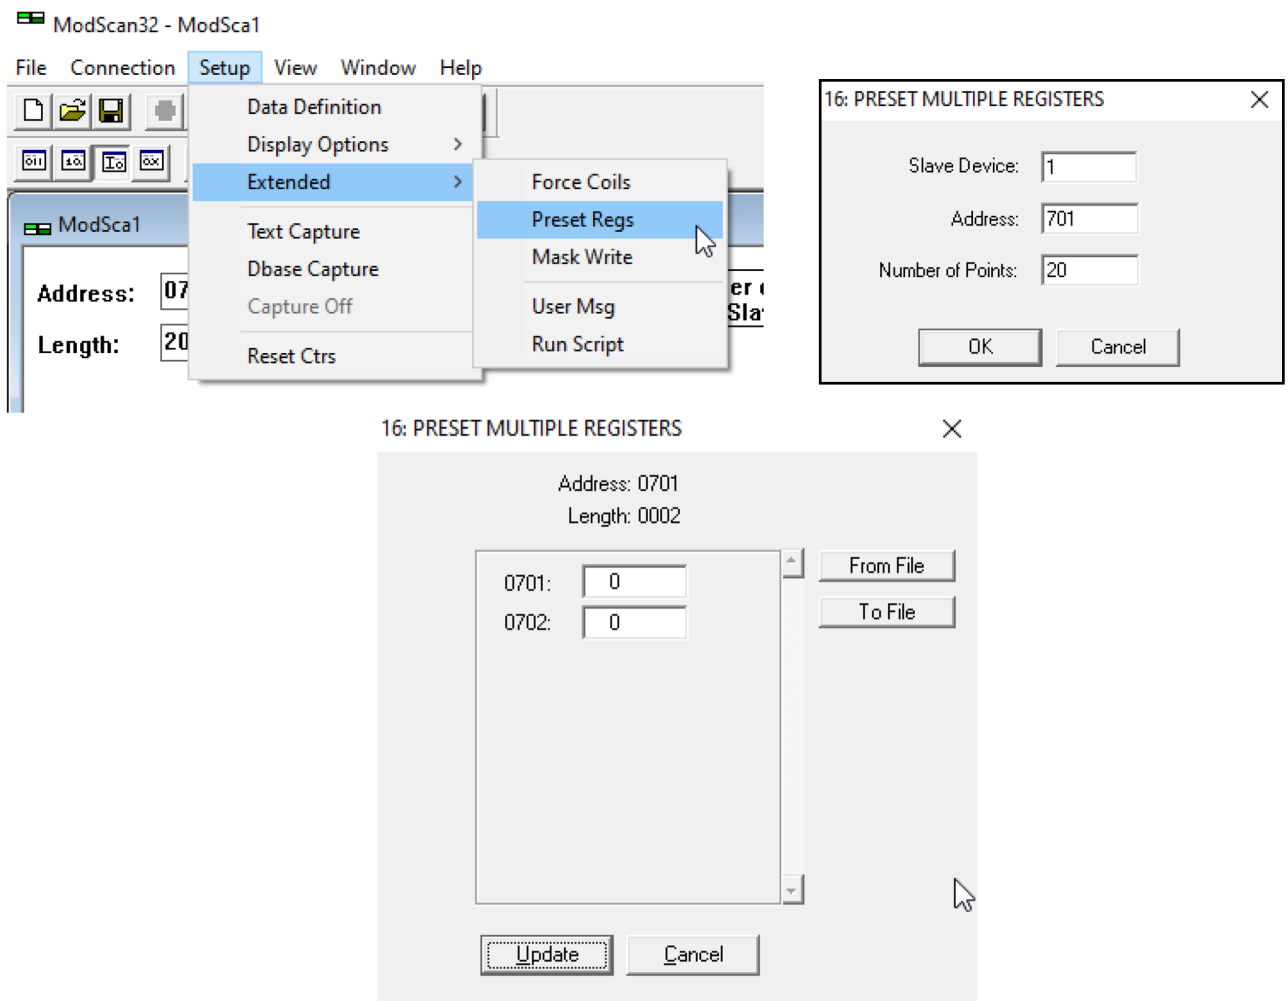 ModScan32 - ModSca1
File Connection Setup View Window Help
Data Definition
Display Options
Extended
Text Capture
Dbase Capture
Capture Off
Reset Ctrs
Force Coils
Preset Regs
Mask Write
User Msg
Run Script
ModSca1
Address: 07
Length: 20
16: PRESET MULTIPLE REGISTERS
Slave Device: 1
Address: 701
Number of Points: 20
OK Cancel
16: PRESET MULTIPLE REGISTERS
Address: 0701
Length: 0002
0701: 0
0702: 0
From File
To File
Update Cancel